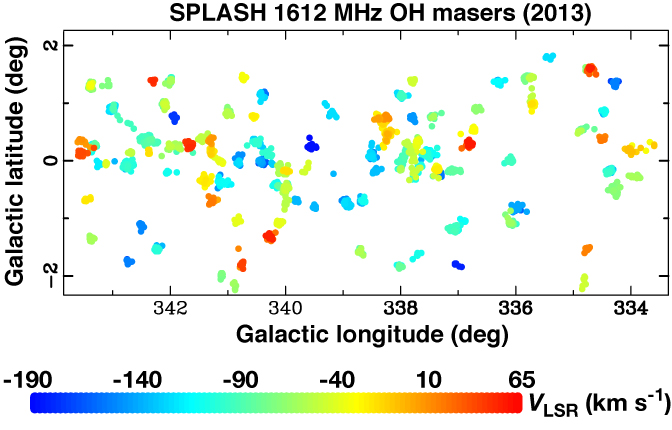 SPLASH 1612 MHz OH masers (2013)
Galactic latitude (deg)
2
0
−2
342 340 338 336 334
Galactic longitude (deg)
-190 -140 -90 -40 10 65
VLSR (km s-1)